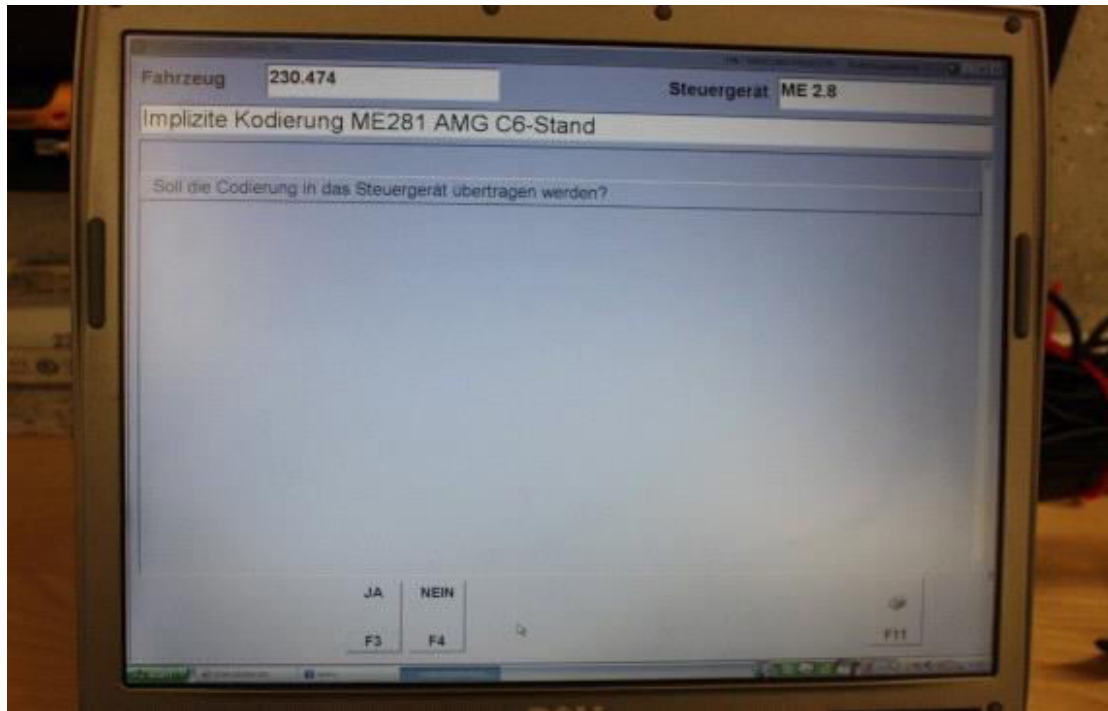 Fahrzeug 230.474 Steuergerät ME 2.8
Implizite Kodierung ME281 AMG C6-Stand
Soll die Codierung in das Steuergerät übertragen werden?
JA NEIN
F3 F4 F11